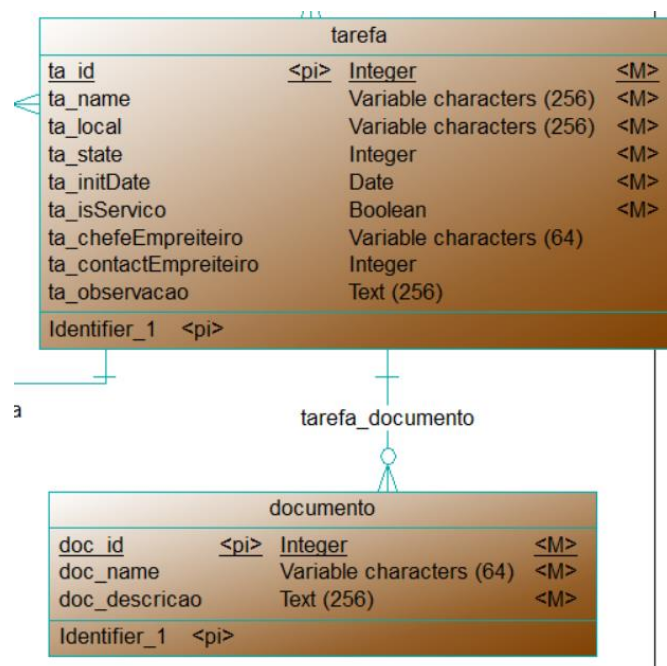 tarefa
ta_id <pi> Integer <M>
ta_name Variable characters (256) <M>
ta_local Variable characters (256) <M>
ta_state Integer <M>
ta_initDate Date <M>
ta_isServico Boolean <M>
ta_chefeEmpreiteiro Variable characters (64)
ta_contactEmpreiteiro Integer
ta_observacao Text (256)
Identifier_1 <pi>
a
tarefa_documento
documento
doc_id <pi> Integer <M>
doc_name Variable characters (64) <M>
doc_descricao Text (256) <M>
Identifier_1 <pi>